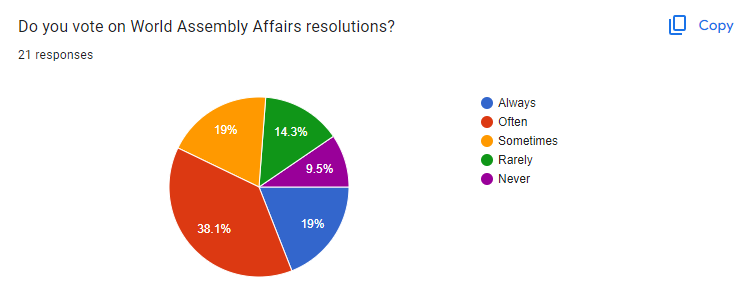 Do you vote on World Assembly Affairs resolutions?
Copy
21 responses
19%
14.3%
9.5%
38.1%
19%
Always
Often
Sometimes
Rarely
Never